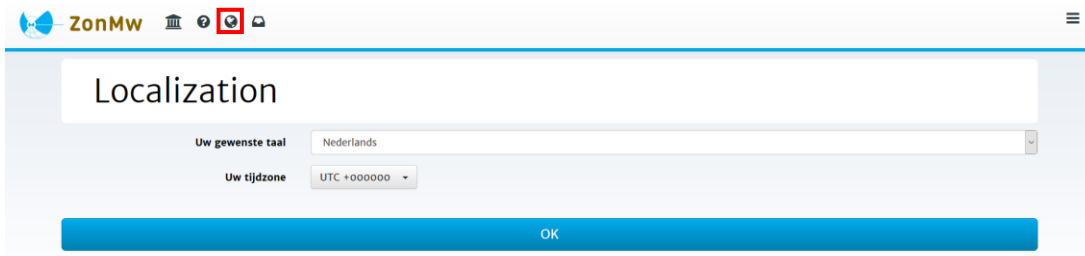 ZonMw
Localization
Uw gewenste taal Nederlands
Uw tijdzone UTC +000000
OK